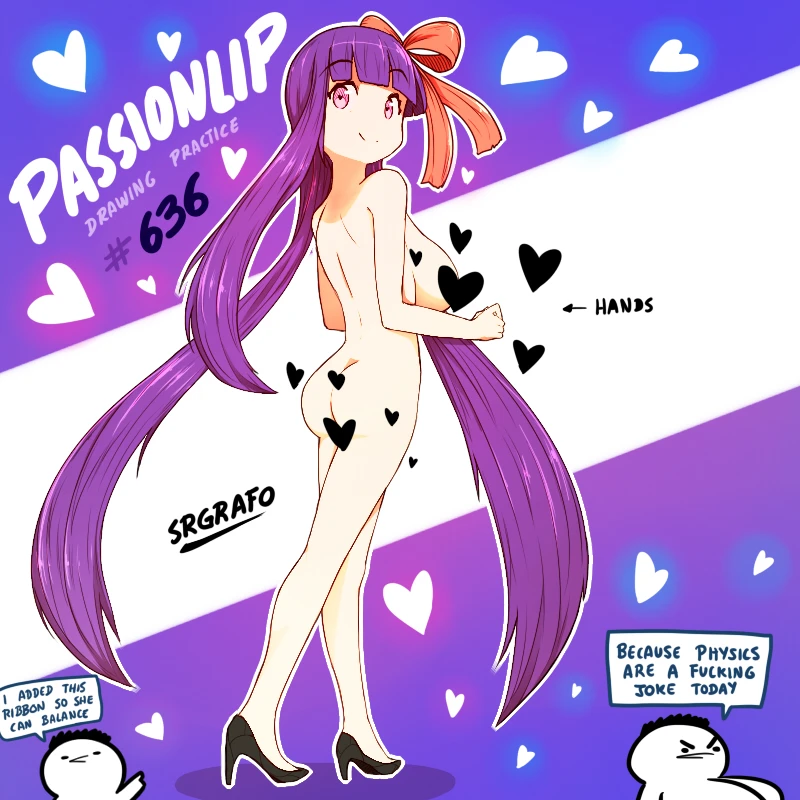 PASSIONLIP
DRAWING PRACTICE
#636
← HANDS
SRGRAFO
I ADDED THIS
RIBBON SO SHE
CAN BALANCE
BECAUSE PHYSICS
ARE A FUCKING
JOKE TODAY